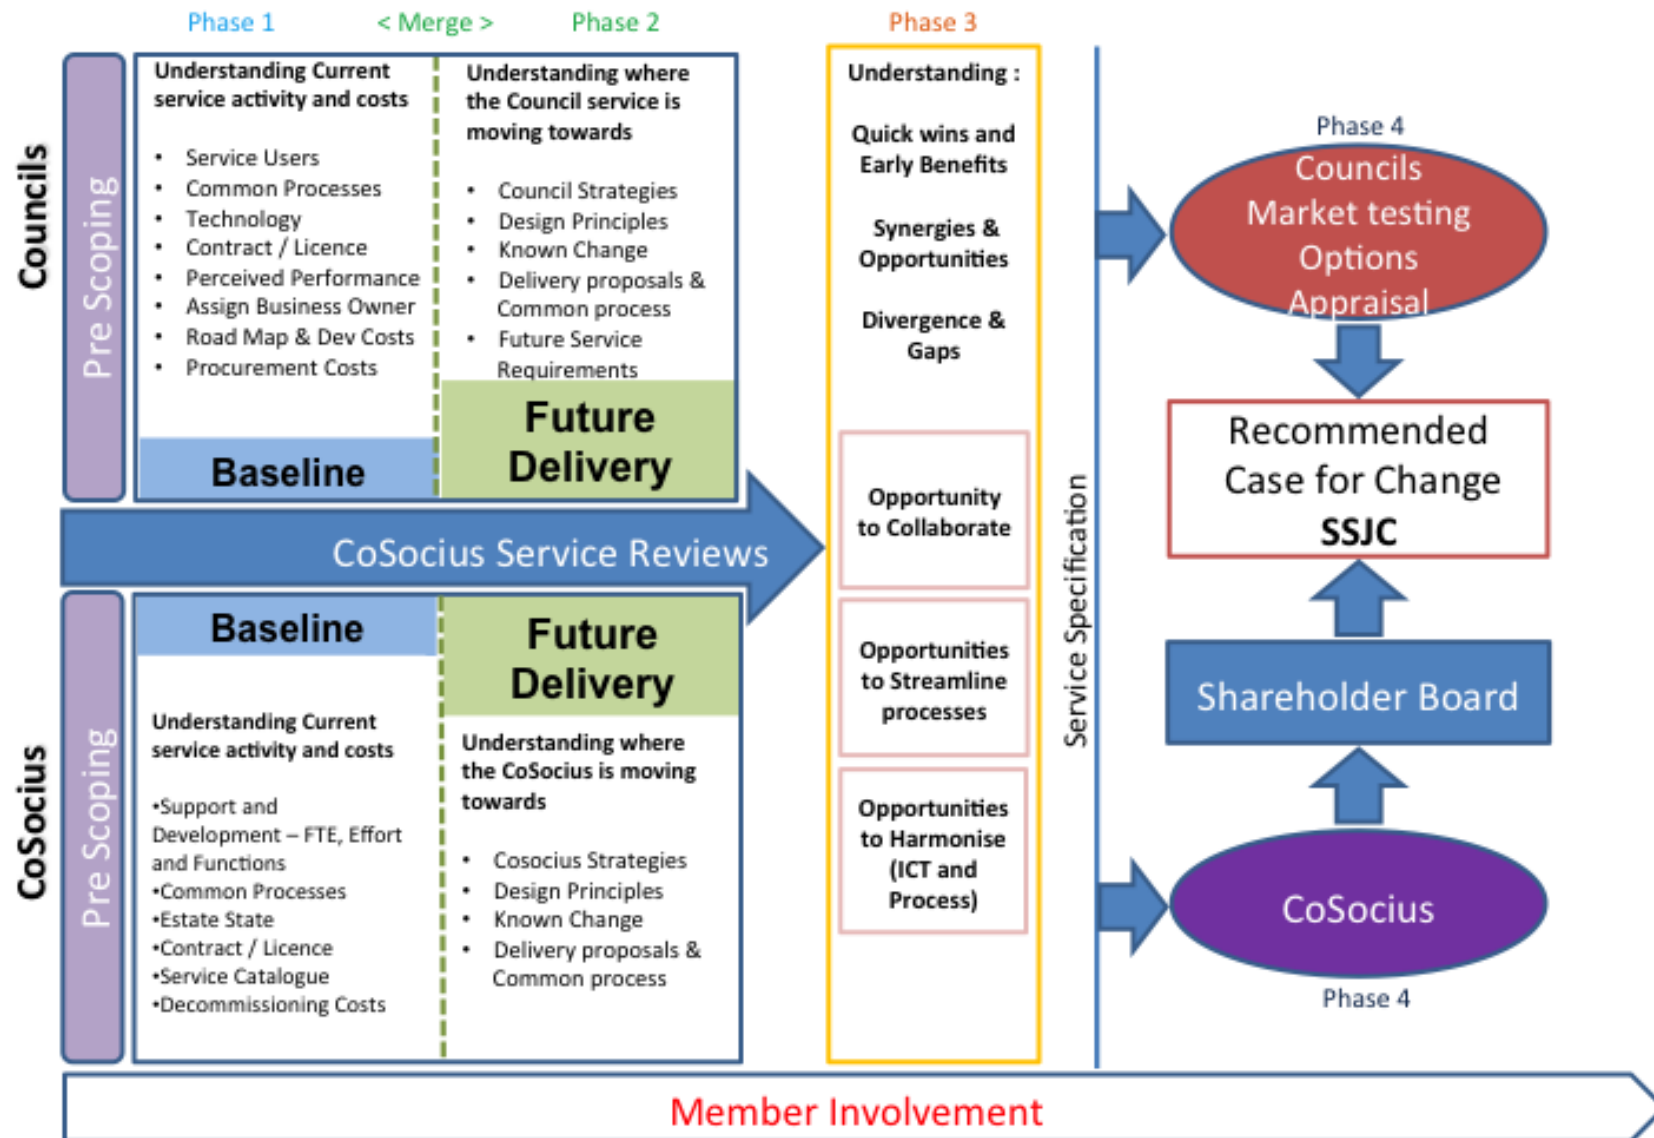 Phase 1
< Merge >
Phase 2
Phase 3
Councils
Pre Scoping
Understanding Current
service activity and costs
• Service Users
• Common Processes
• Technology
• Contract / Licence
• Perceived Performance
• Assign Business Owner
• Road Map & Dev Costs
• Procurement Costs
Baseline
Understanding where
the Council service is
moving towards
• Council Strategies
• Design Principles
• Known Change
• Delivery proposals &
Common process
• Future Service
Requirements
Future
Delivery
CoSocius Service Reviews
CoSocius
Pre Scoping
Baseline
Understanding Current
service activity and costs
•Support and
Development – FTE, Effort
and Functions
•Common Processes
•Estate State
•Contract / Licence
•Service Catalogue
•Decommissioning Costs
Future
Delivery
Understanding where
the CoSocius is moving
towards
• Cosocius Strategies
• Design Principles
• Known Change
• Delivery proposals &
Common process
Understanding :
Quick wins and
Early Benefits
Synergies &
Opportunities
Divergence &
Gaps
Opportunity
to Collaborate
Opportunities
to Streamline
processes
Opportunities
to Harmonise
(ICT and
Process)
Service Specification
Phase 4
Councils
Market testing
Options
Appraisal
Recommended
Case for Change
SSJC
Shareholder Board
CoSocius
Phase 4
Member Involvement